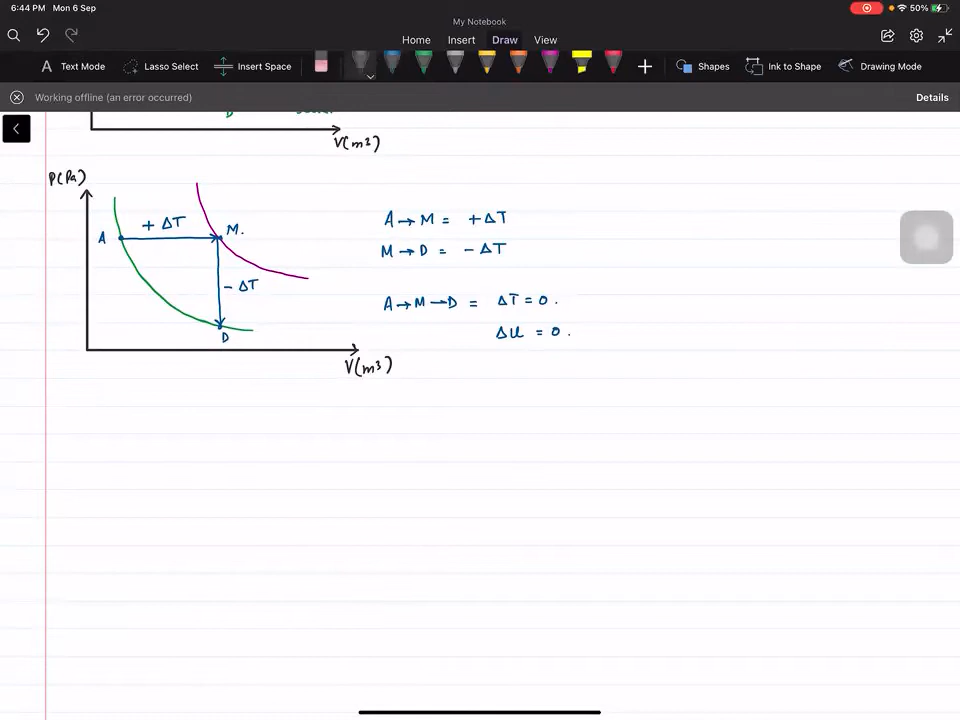 6:44 PM Mon 6 Sep
50%
My Notebook
Home Insert Draw View
Text Mode Lasso Select Insert Space Shapes Ink to Shape Drawing Mode
Working offline (an error occurred) Details
V(m³)
P(Pa)
A + ΔT M.
- ΔT
D
V(m³)
A → M = + ΔT
M → D = - ΔT
A → M → D = ΔT = 0.
ΔU = 0.